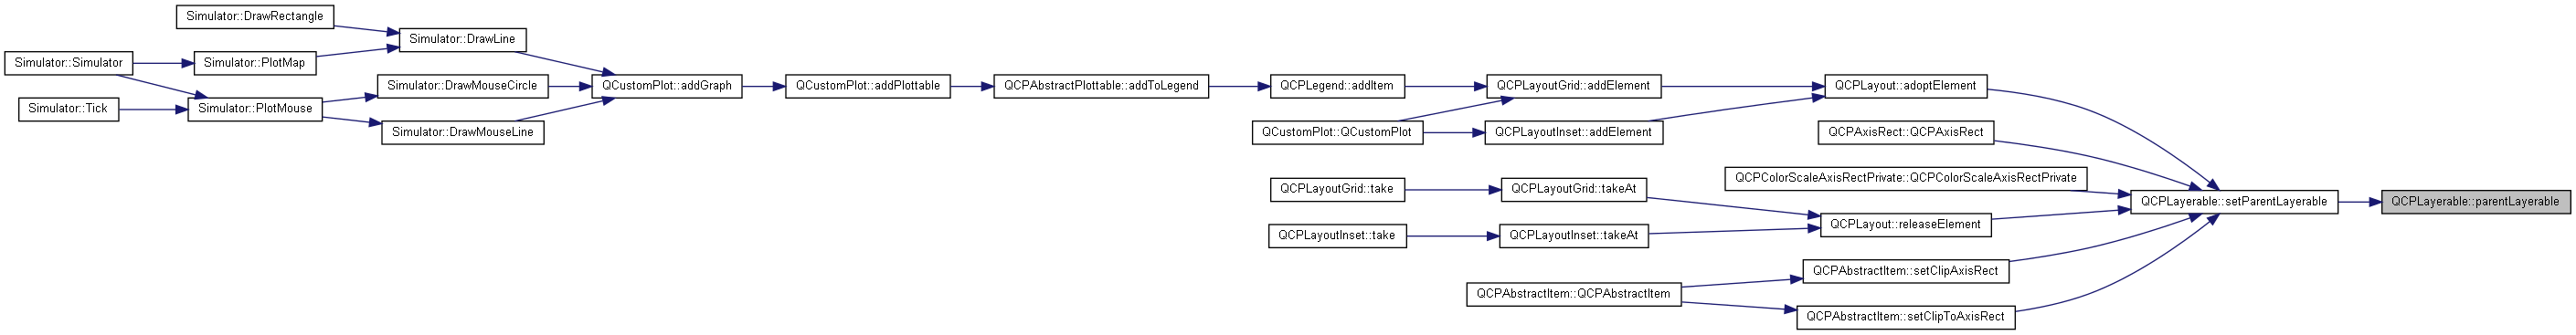 Simulator::DrawRectangle
Simulator::DrawLine
Simulator::Simulator
Simulator::PlotMap
Simulator::DrawMouseCircle
QCustomPlot::addGraph
QCustomPlot::addPlottable
QCPAbstractPlottable::addToLegend
QCPLegend::addItem
QCPLayoutGrid::addElement
QCPLayout::adoptElement
Simulator::Tick
Simulator::PlotMouse
Simulator::DrawMouseLine
QCustomPlot::QCustomPlot
QCPLayoutInset::addElement
QCPAxisRect::QCPAxisRect
QCPColorScaleAxisRectPrivate::QCPColorScaleAxisRectPrivate
QCPLayoutGrid::take
QCPLayoutGrid::takeAt
QCPLayerable::setParentLayerable
QCPLayerable::parentLayerable
QCPLayout::releaseElement
QCPLayoutInset::take
QCPLayoutInset::takeAt
QCPAbstractItem::setClipAxisRect
QCPAbstractItem::QCPAbstractItem
QCPAbstractItem::setClipToAxisRect